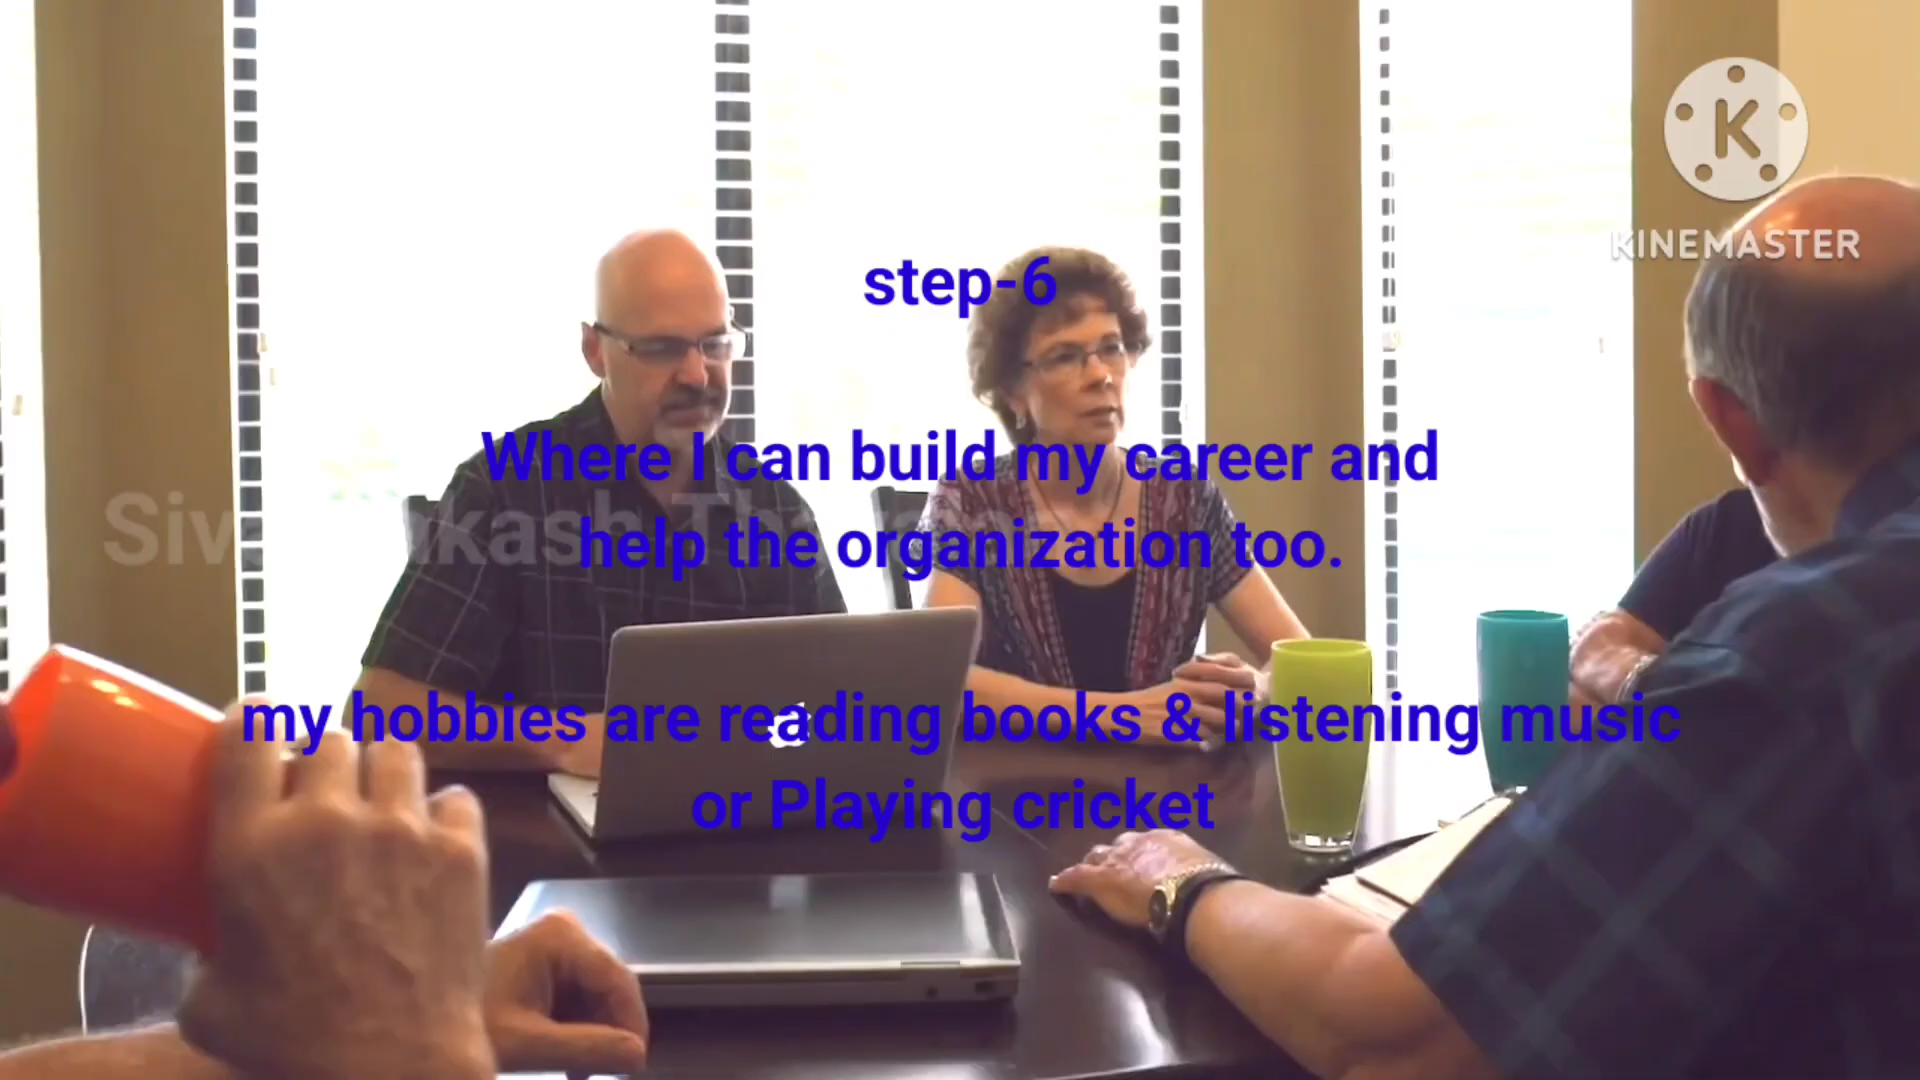 KINEMASTER
step-6
Where I can build my career and
help the organization too.
my hobbies are reading books & listening music
or Playing cricket